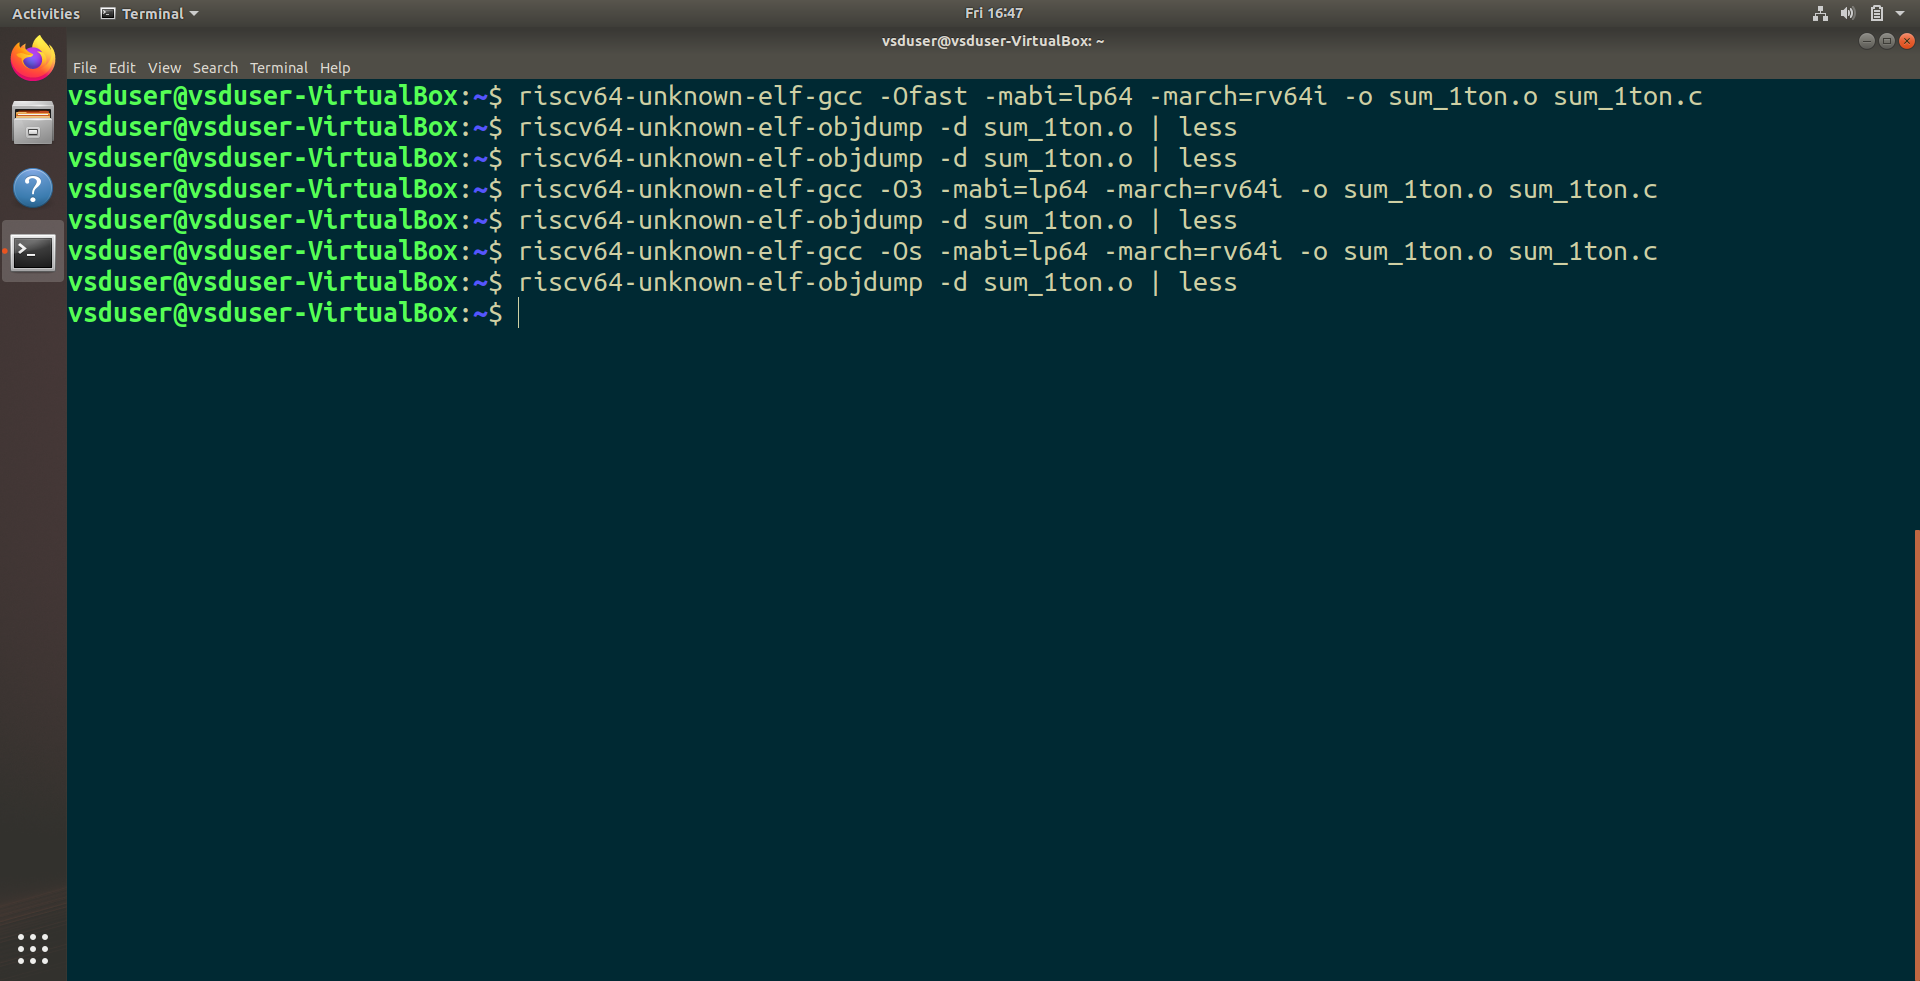 Activities Terminal Fri 16:47
vsduser@vsduser-VirtualBox: ~
File Edit View Search Terminal Help
vsduser@vsduser-VirtualBox:~$ riscv64-unknown-elf-gcc -Ofast -mabi=lp64 -march=rv64i -o sum_1ton.o sum_1ton.c
vsduser@vsduser-VirtualBox:~$ riscv64-unknown-elf-objdump -d sum_1ton.o | less
vsduser@vsduser-VirtualBox:~$ riscv64-unknown-elf-objdump -d sum_1ton.o | less
vsduser@vsduser-VirtualBox:~$ riscv64-unknown-elf-gcc -O3 -mabi=lp64 -march=rv64i -o sum_1ton.o sum_1ton.c
vsduser@vsduser-VirtualBox:~$ riscv64-unknown-elf-objdump -d sum_1ton.o | less
vsduser@vsduser-VirtualBox:~$ riscv64-unknown-elf-gcc -Os -mabi=lp64 -march=rv64i -o sum_1ton.o sum_1ton.c
vsduser@vsduser-VirtualBox:~$ riscv64-unknown-elf-objdump -d sum_1ton.o | less
vsduser@vsduser-VirtualBox:~$